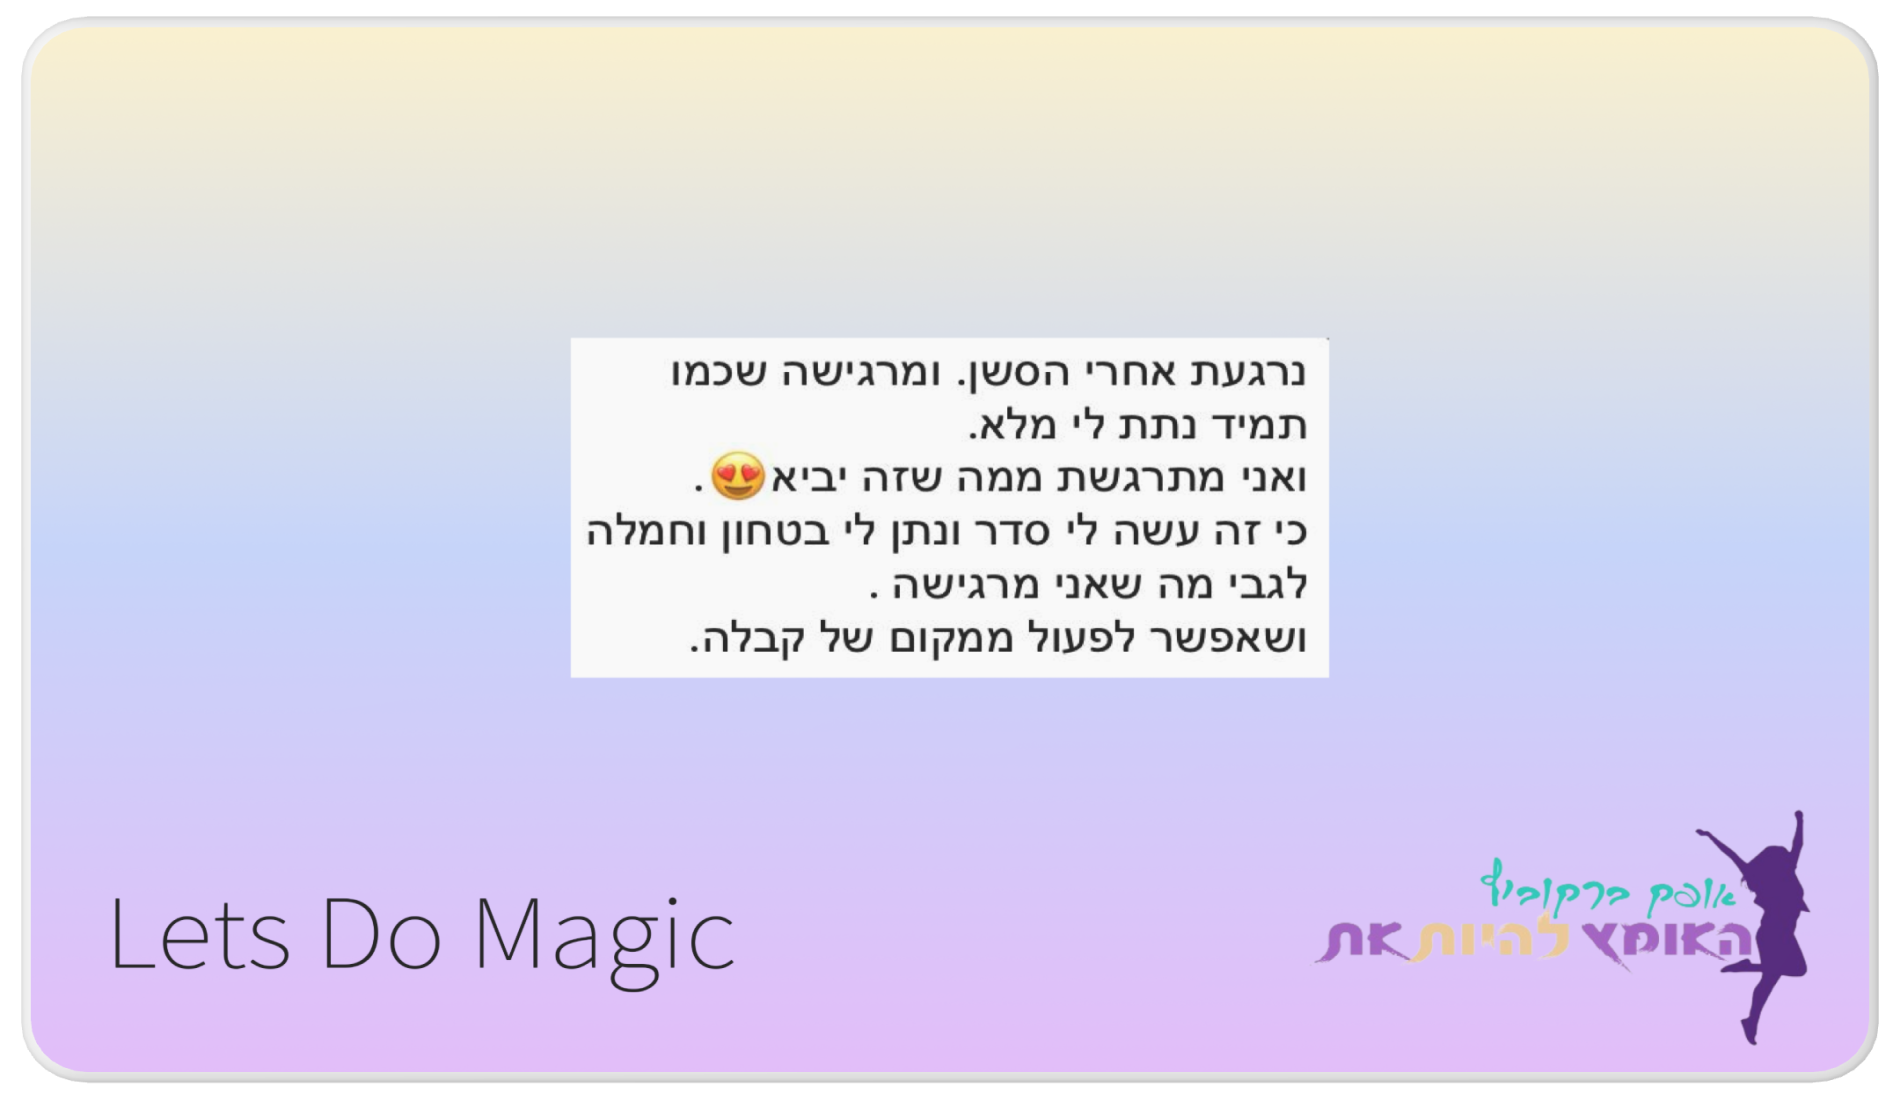 נרגעת אחרי הסשן. ומרגישה שכמו
תמיד נתת לי מלא.
ואני מתרגשת ממה שזה יביא😍.
כי זה עשה לי סדר ונתן לי בטחון וחמלה
לגבי מה שאני מרגישה .
ושאפשר לפעול ממקום של קבלה.
Lets Do Magic
אופק ברקוביץ
האומץ להיות את